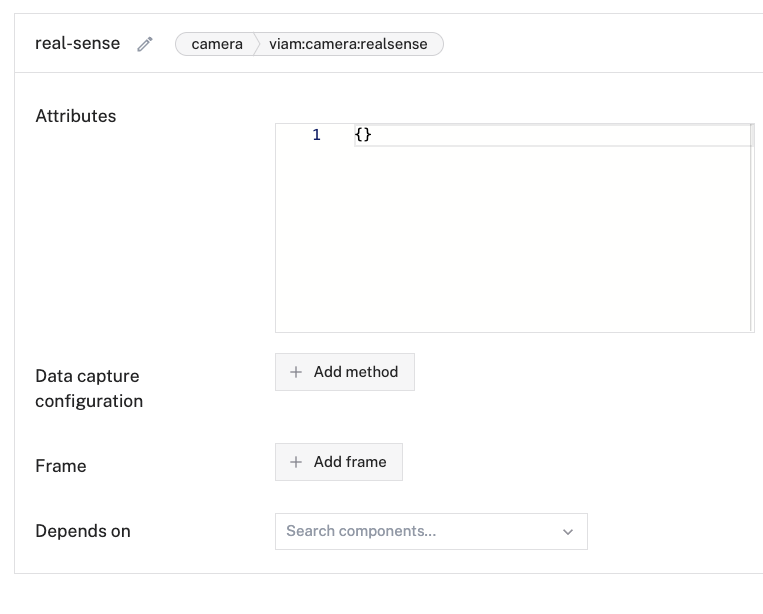 real-sense camera viam:camera:realsense
Attributes
1 {}
Data capture
configuration
+ Add method
Frame
+ Add frame
Depends on
Search components...